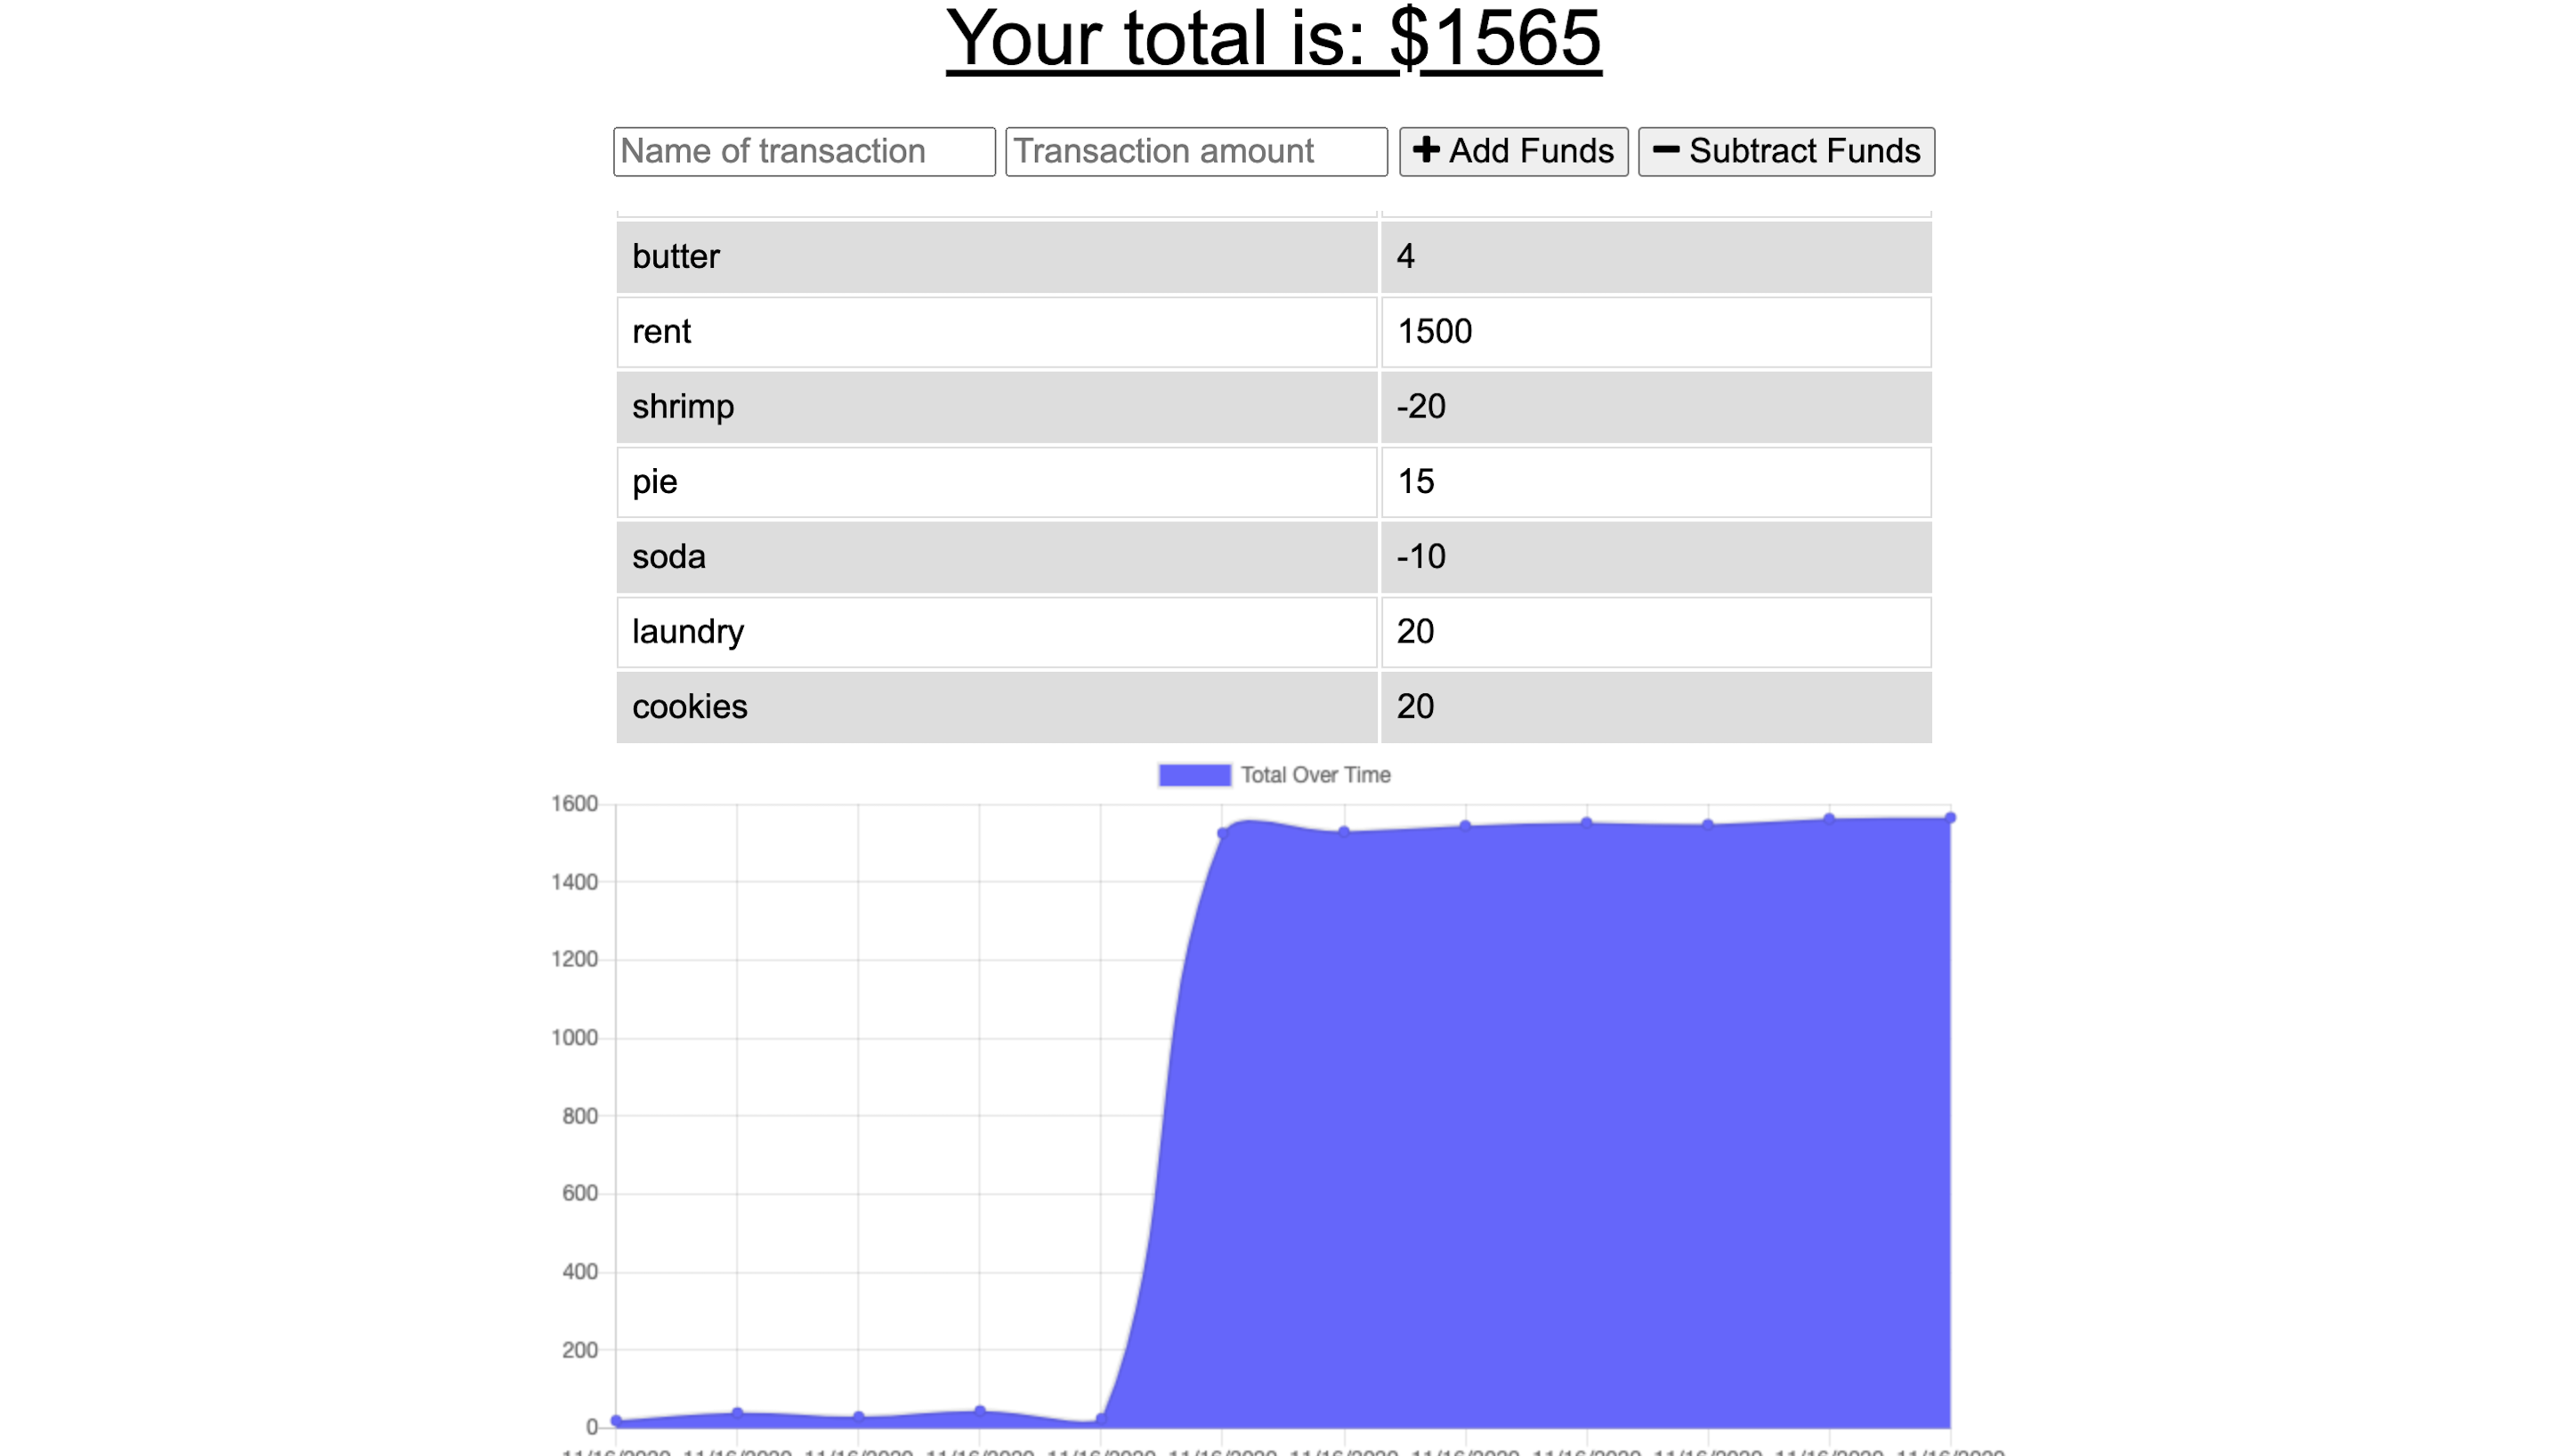 Your total is: $1565
Name of transaction Transaction amount + Add Funds − Subtract Funds
butter 4
rent 1500
shrimp -20
pie 15
soda -10
laundry 20
cookies 20
Total Over Time
1600
1400
1200
1000
800
600
400
200
0